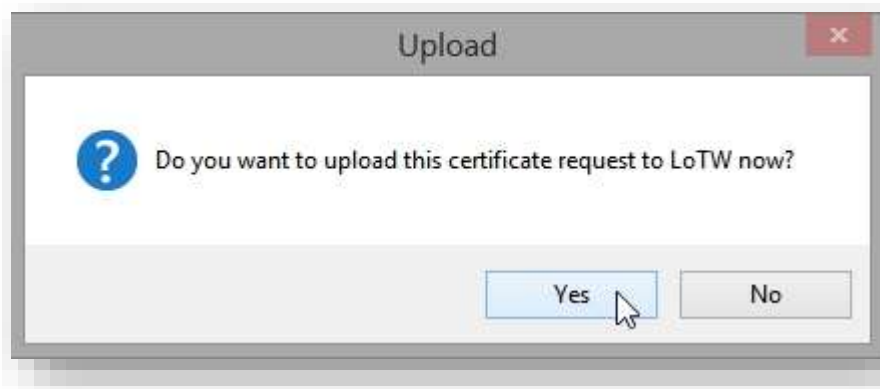 Upload
Do you want to upload this certificate request to LoTW now?
Yes
No